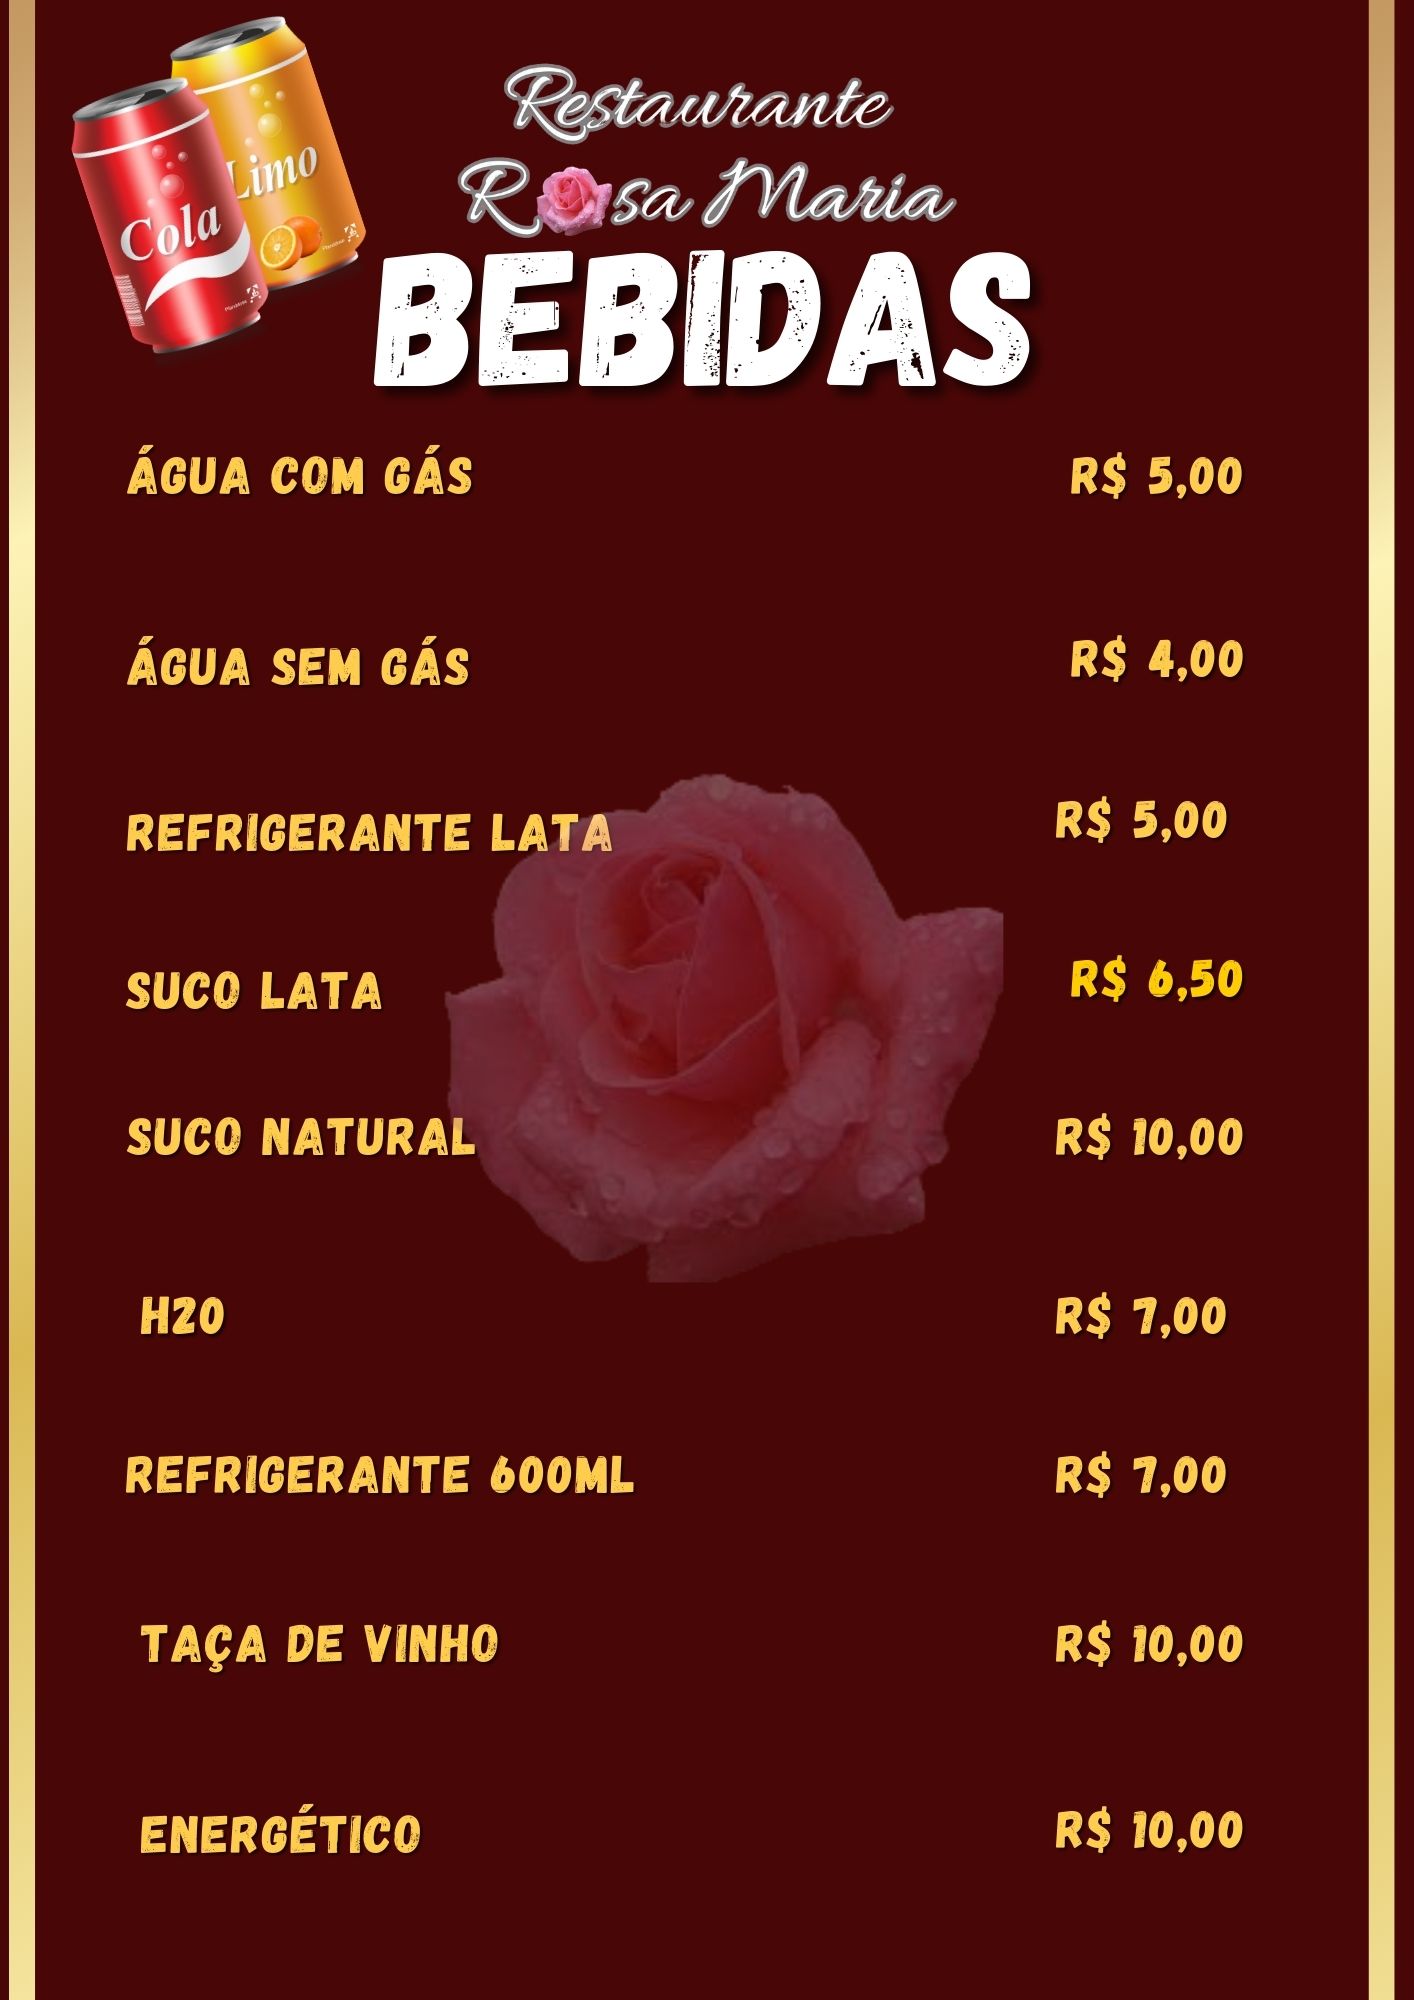 Restaurante
Rosa Maria
Cola
Limo
BEBIDAS
ÁGUA COM GÁS R$ 5,00
ÁGUA SEM GÁS R$ 4,00
REFRIGERANTE LATA R$ 5,00
SUCO LATA R$ 6,50
SUCO NATURAL R$ 10,00
H20 R$ 7,00
REFRIGERANTE 600ML R$ 7,00
TAÇA DE VINHO R$ 10,00
ENERGÉTICO R$ 10,00